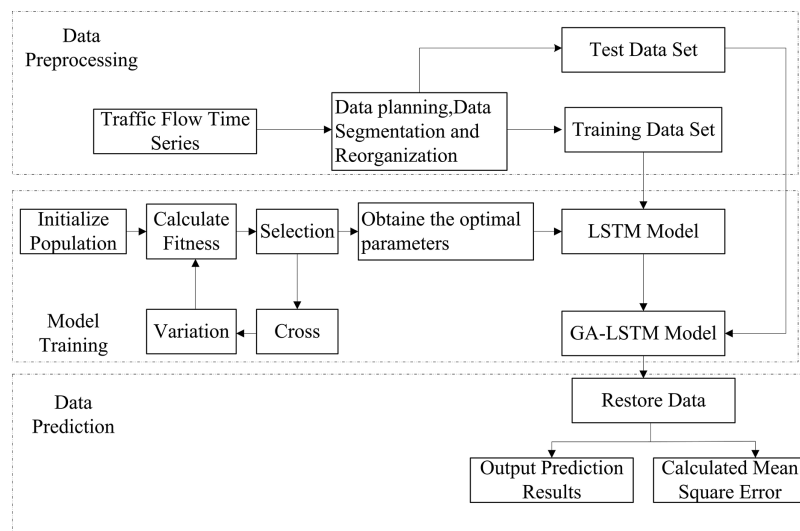 Data
Preprocessing
Test Data Set
Traffic Flow Time
Series
Data planning,Data
Segmentation and
Reorganization
Training Data Set
Initialize
Population
Calculate
Fitness
Selection
Obtaine the optimal
parameters
LSTM Model
Model
Training
Variation
Cross
GA-LSTM Model
Data
Prediction
Restore Data
Output Prediction
Results
Calculated Mean
Square Error